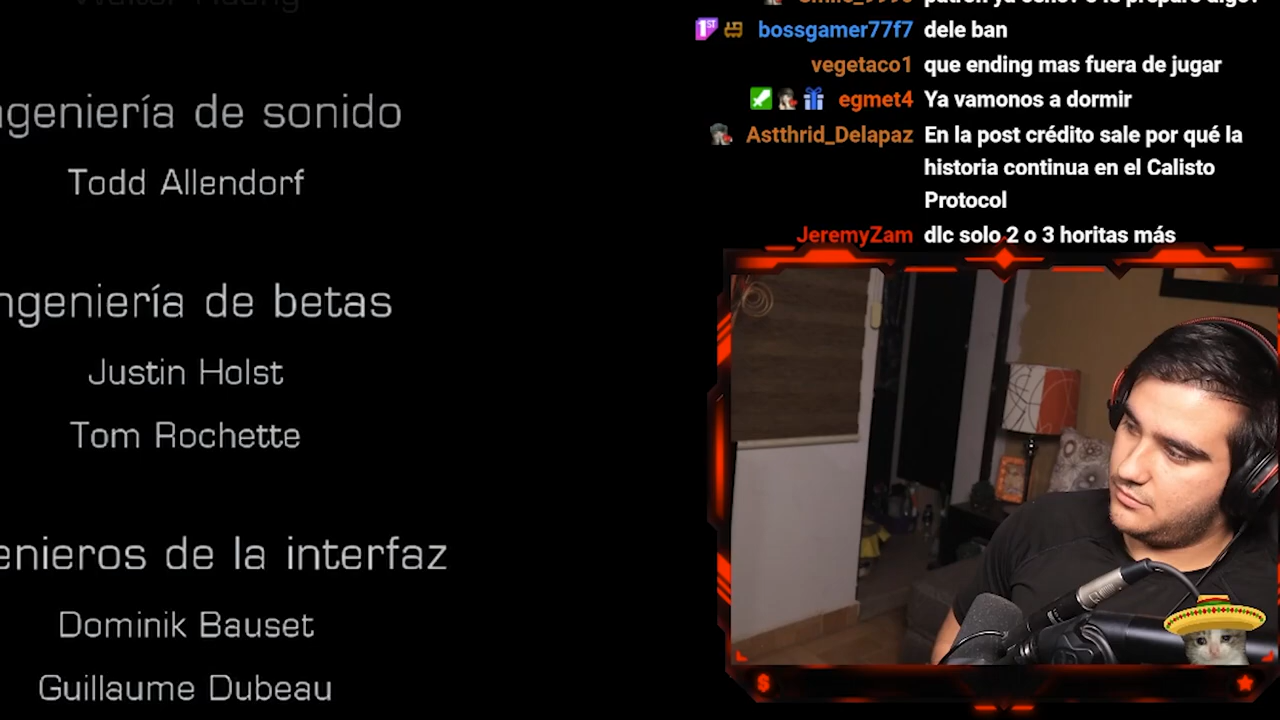 Walter Huang
ngeniería de sonido
Todd Allendorf
ngeniería de betas
Justin Holst
Tom Rochette
enieros de la interfaz
Dominik Bauset
Guillaume Dubeau
bossgamer77f7 dele ban
vegetaco1 que ending mas fuera de jugar
egmet4 Ya vamonos a dormir
Astthrid_Delapaz En la post crédito sale por qué la
historia continua en el Calisto
Protocol
JeremyZam dlc solo 2 o 3 horitas más